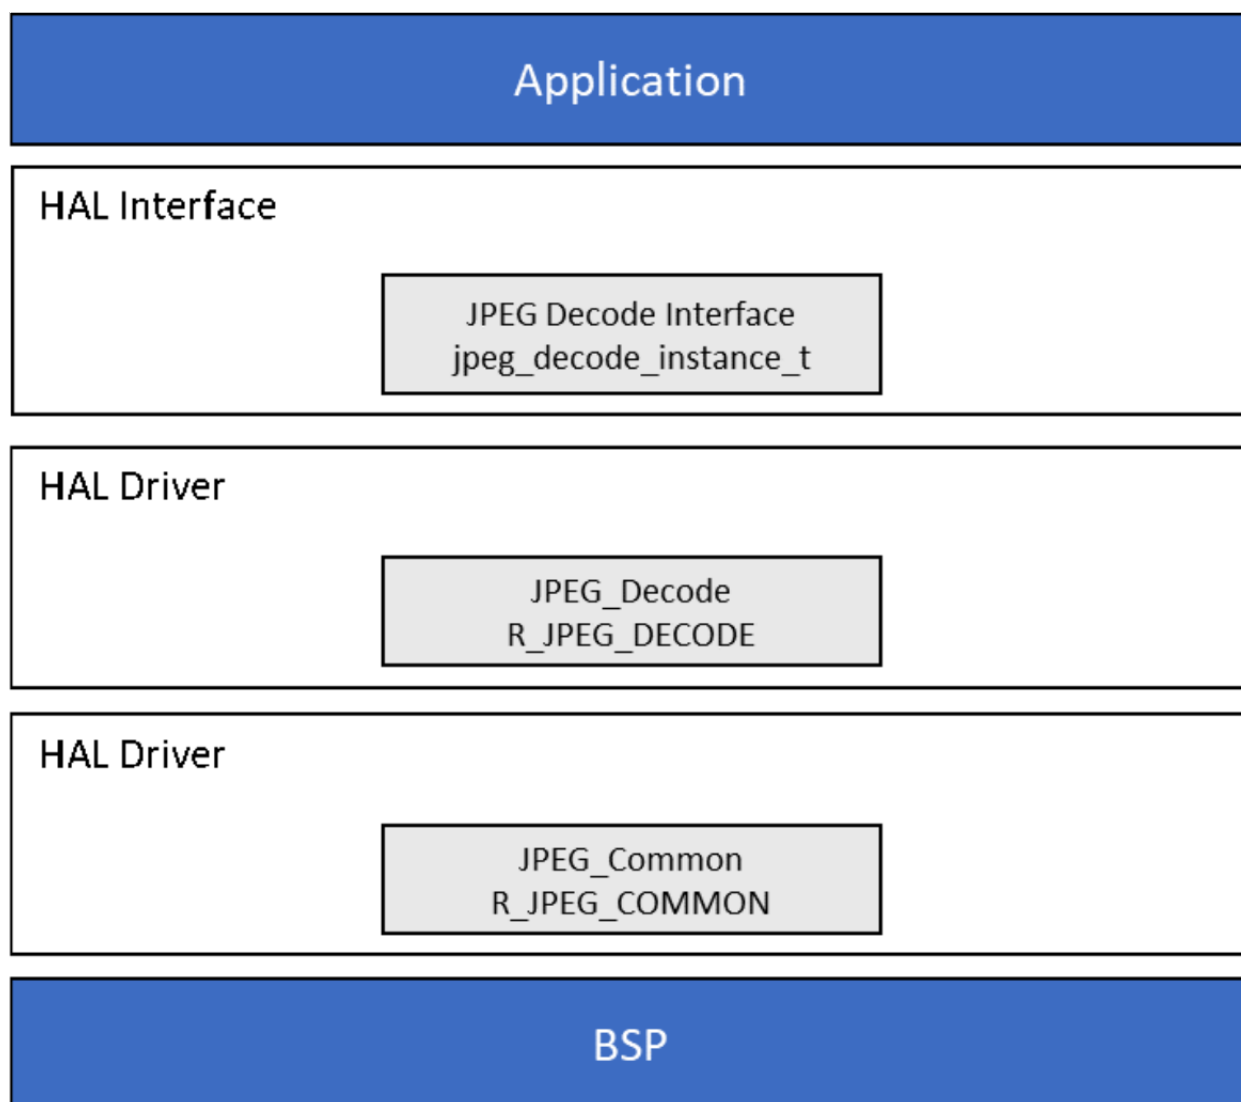 Application
HAL Interface
JPEG Decode Interface
jpeg_decode_instance_t
HAL Driver
JPEG_Decode
R_JPEG_DECODE
HAL Driver
JPEG_Common
R_JPEG_COMMON
BSP